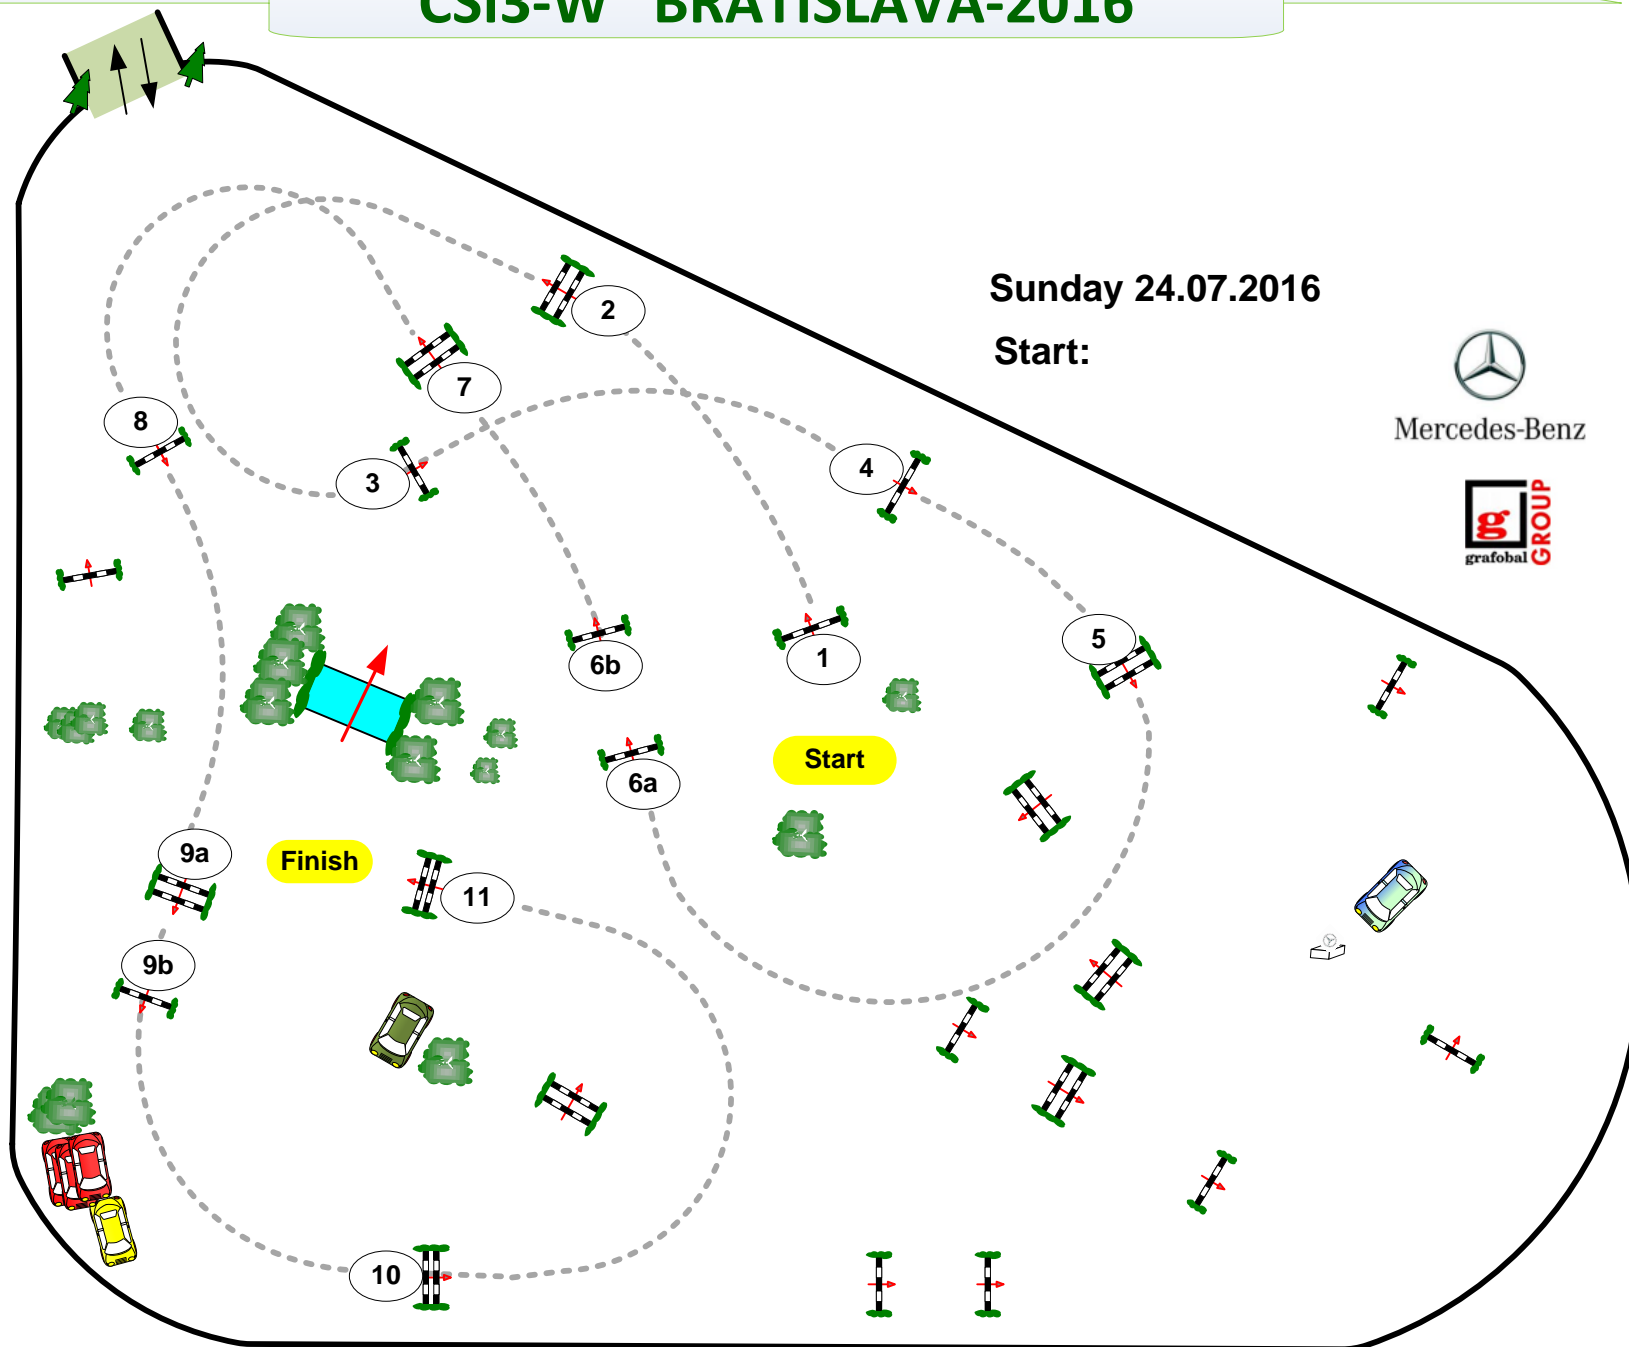 CSI3-W BRATISLAVA-2016
Sunday 24.07.2016
Start:
Mercedes-Benz
g
grafobal
GROUP
2
7
8
3
4
5
6b
1
6a
Start
9a
Finish
11
9b
10